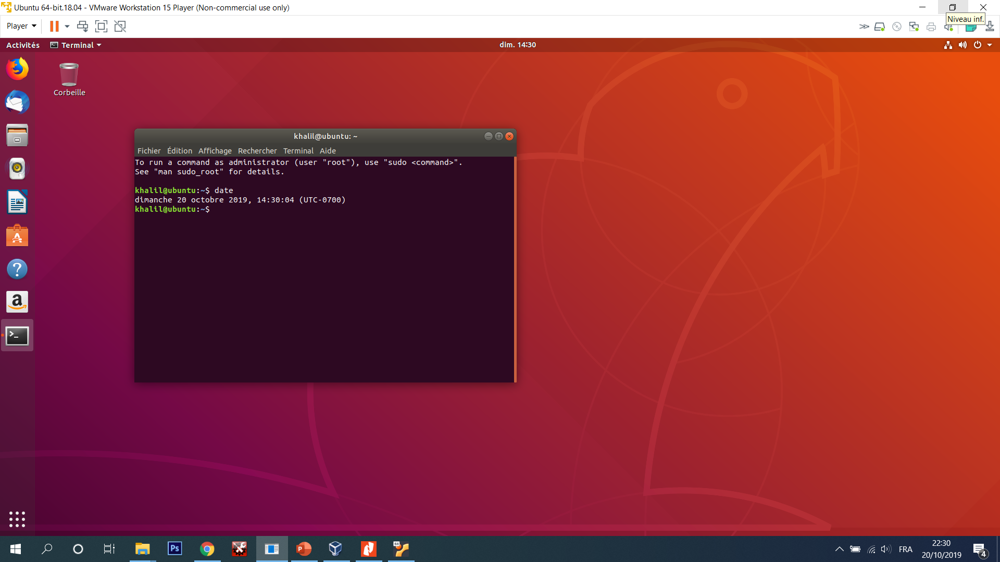 Ubuntu 64-bit.18.04 - VMware Workstation 15 Player (Non-commercial use only)
Player
Niveau inf.
Activités
Terminal
dim. 14:30
Corbeille
khalil@ubuntu: ~
Fichier Édition Affichage Rechercher Terminal Aide
To run a command as administrator (user "root"), use "sudo <command>".
See "man sudo_root" for details.
khalil@ubuntu:~$ date
dimanche 20 octobre 2019, 14:30:04 (UTC-0700)
khalil@ubuntu:~$
Ps
64
FRA
22:30
20/10/2019
4